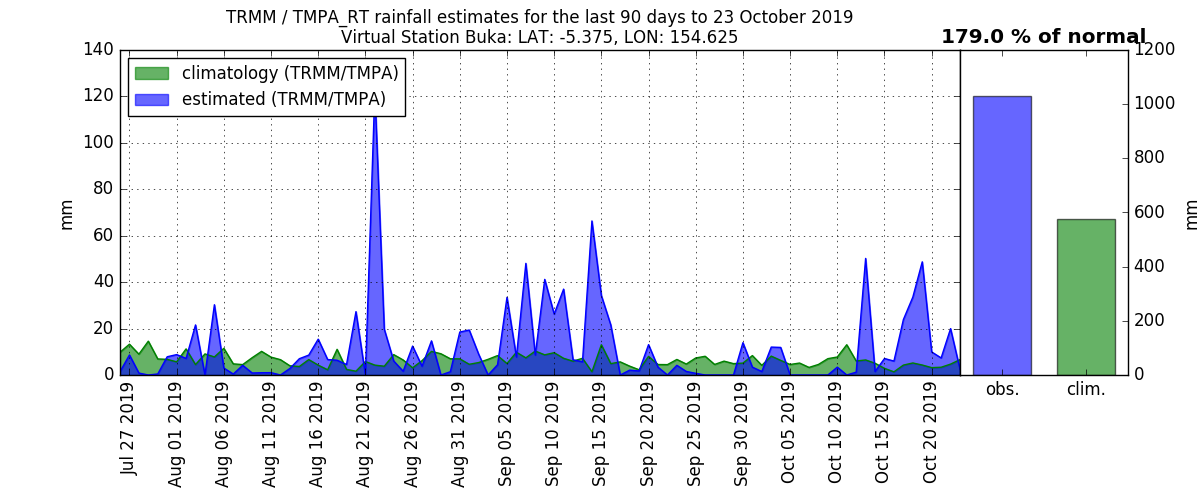 TRMM / TMPA_RT rainfall estimates for the last 90 days to 23 October 2019
Virtual Station Buka: LAT: -5.375, LON: 154.625
179.0 % of normal
climatology (TRMM/TMPA)
estimated (TRMM/TMPA)
mm
140
120
100
80
60
40
20
0
Jul 27 2019
Aug 01 2019
Aug 06 2019
Aug 11 2019
Aug 16 2019
Aug 21 2019
Aug 26 2019
Aug 31 2019
Sep 05 2019
Sep 10 2019
Sep 15 2019
Sep 20 2019
Sep 25 2019
Sep 30 2019
Oct 05 2019
Oct 10 2019
Oct 15 2019
Oct 20 2019
obs.
clim.
1200
1000
800
600
400
200
0
mm